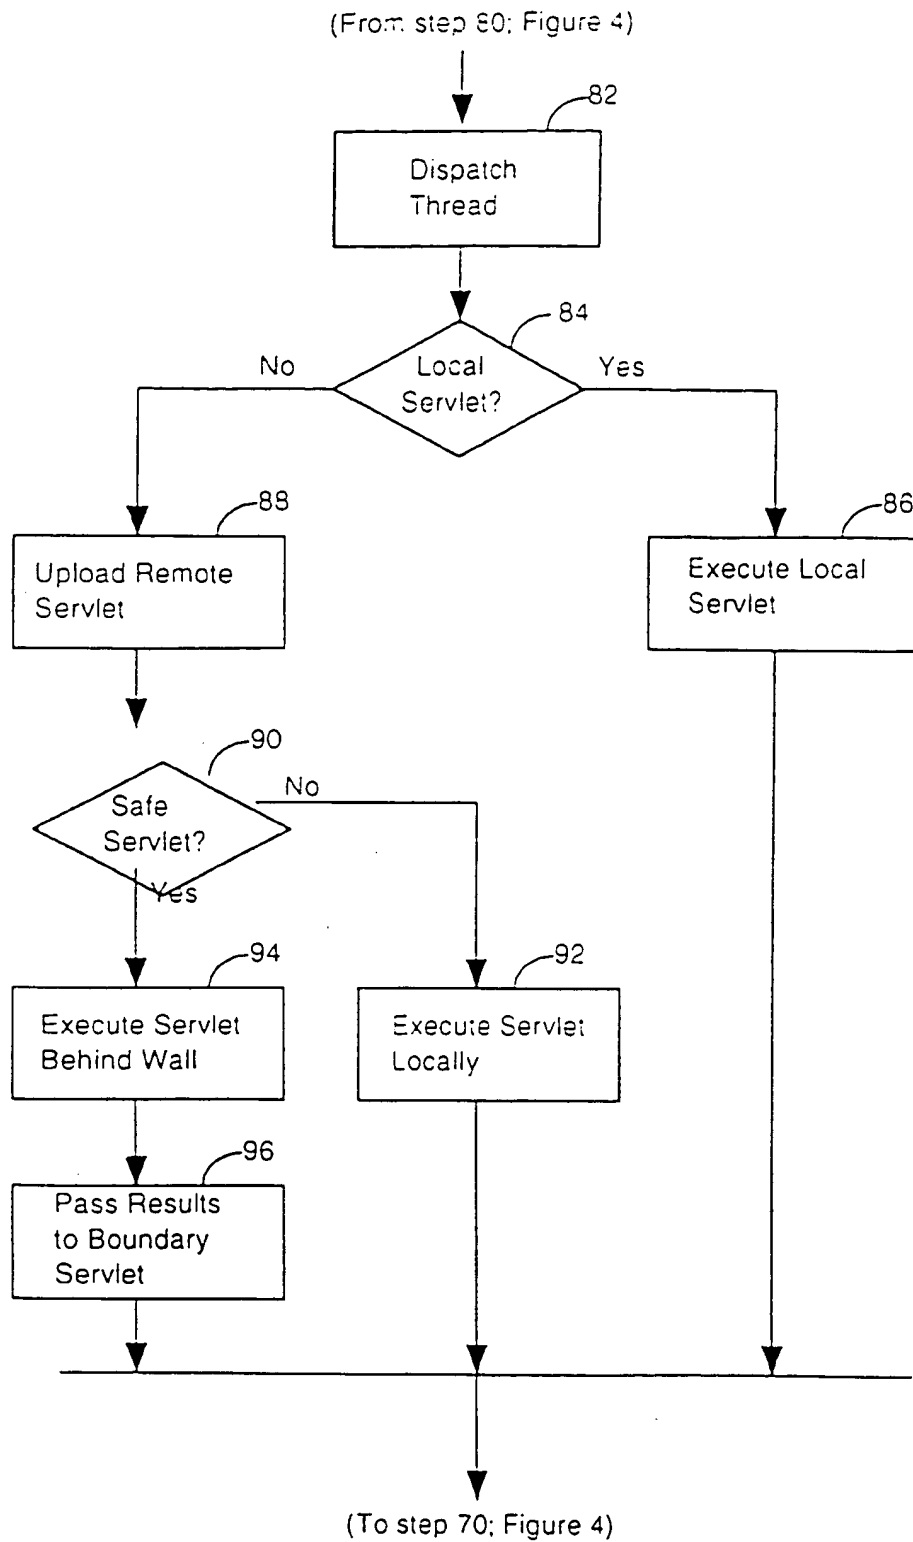 (From step 80; Figure 4)
82
Dispatch
Thread
84
No
Local
Servlet?
Yes
88
86
Upload Remote
Servlet
Execute Local
Servlet
90
No
Safe
Servlet?
Yes
94
92
Execute Servlet
Behind Wall
Execute Servlet
Locally
96
Pass Results
to Boundary
Servlet
(To step 70; Figure 4)